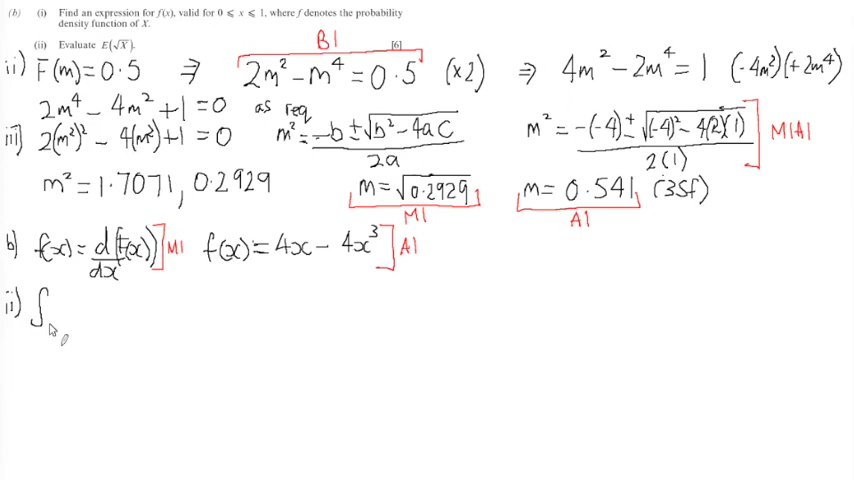 (b) (i) Find an expression for f(x), valid for 0 ⩽ x ⩽ 1, where f denotes the probability
density function of X.
(ii) Evaluate E(√X). [6]
B1
ii) F(m)=0.5 ⇒ 2m² - m⁴ = 0.5 (x2) ⇒ 4m² - 2m⁴ = 1 (-4m²)(+2m⁴)
2m⁴ - 4m² + 1 = 0 as req
iii) 2(m²)² - 4(m²) + 1 = 0 m² = -b ± √b² - 4ac / 2a m² = -(-4) ± √(-4)² - 4(2)(1) / 2(1) M1A1
m² = 1.7071, 0.2929 m = √0.2929 m = 0.541 (3sf)
M1 A1
b) f(x) = d/dx (F(x)) M1 f(x) = 4x - 4x³ A1
ii) ∫
0